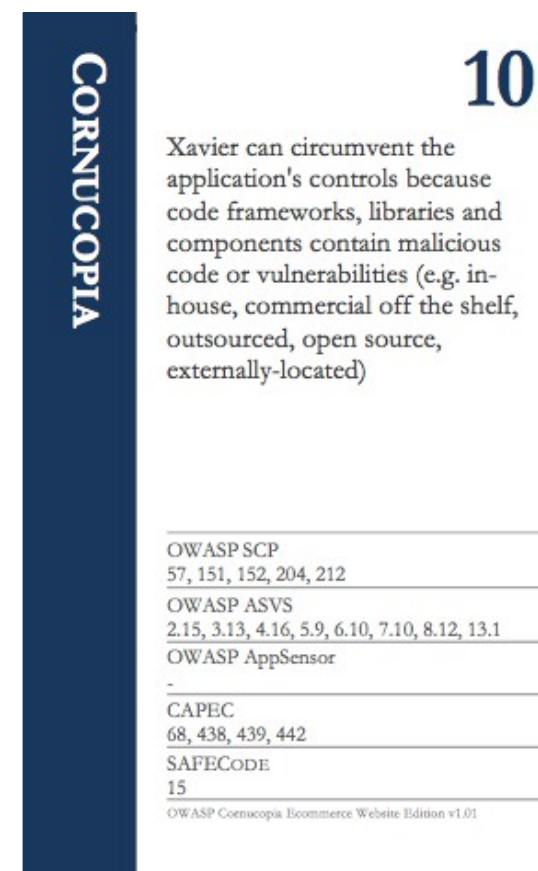 CORNUCOPIA
10
Xavier can circumvent the
application's controls because
code frameworks, libraries and
components contain malicious
code or vulnerabilities (e.g. in-
house, commercial off the shelf,
outsourced, open source,
externally-located)
OWASP SCP
57, 151, 152, 204, 212
OWASP ASVS
2.15, 3.13, 4.16, 5.9, 6.10, 7.10, 8.12, 13.1
OWASP AppSensor
-
CAPEC
68, 438, 439, 442
SAFECODE
15
OWASP Cornucopia Ecommerce Website Edition v1.01